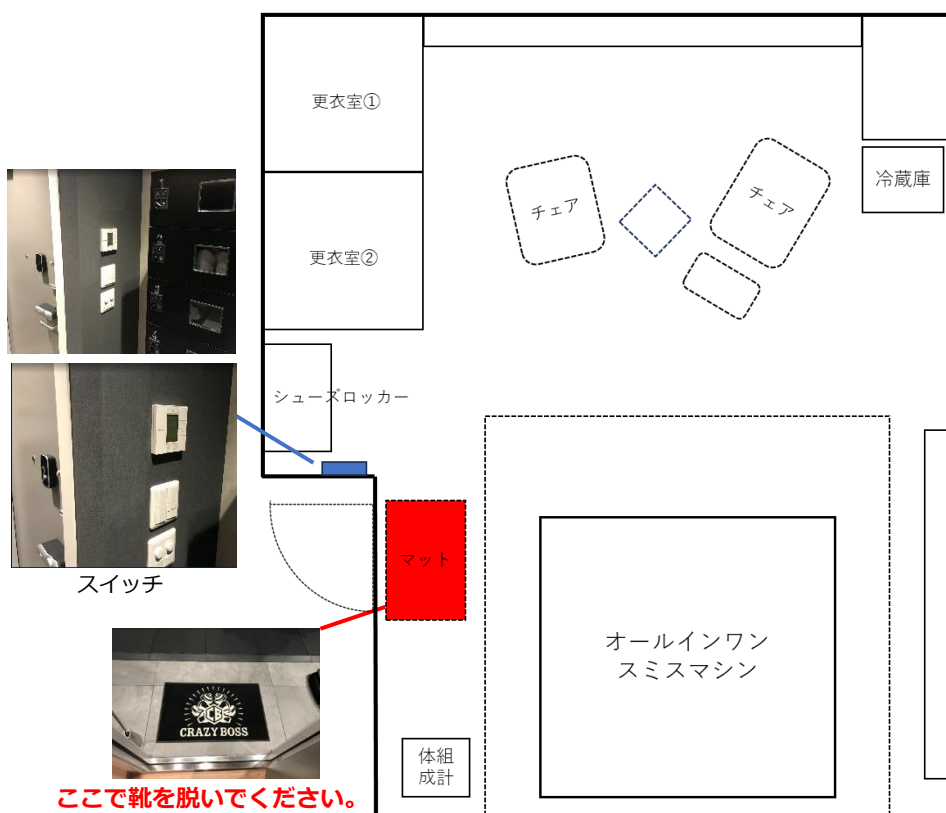 更衣室①
チェア
チェア
冷蔵庫
更衣室②
シューズロッカー
マット
スイッチ
オールインワン
スミスマシン
CBS
CRAZY BOSS
体組
成計
ここで靴を脱いでください。